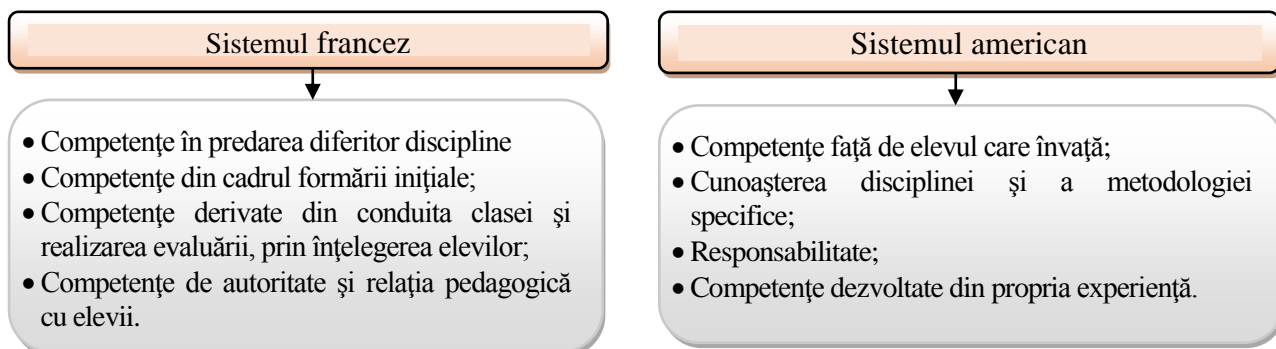 Sistemul francez
• Competenţe în predarea diferitor discipline
• Competenţe din cadrul formării iniţiale;
• Competenţe derivate din conduita clasei şi
realizarea evaluării, prin înţelegerea elevilor;
• Competenţe de autoritate şi relaţia pedagogică
cu elevii.
Sistemul american
• Competenţe faţă de elevul care învaţă;
• Cunoaşterea disciplinei şi a metodologiei
specifice;
• Responsabilitate;
• Competenţe dezvoltate din propria experienţă.